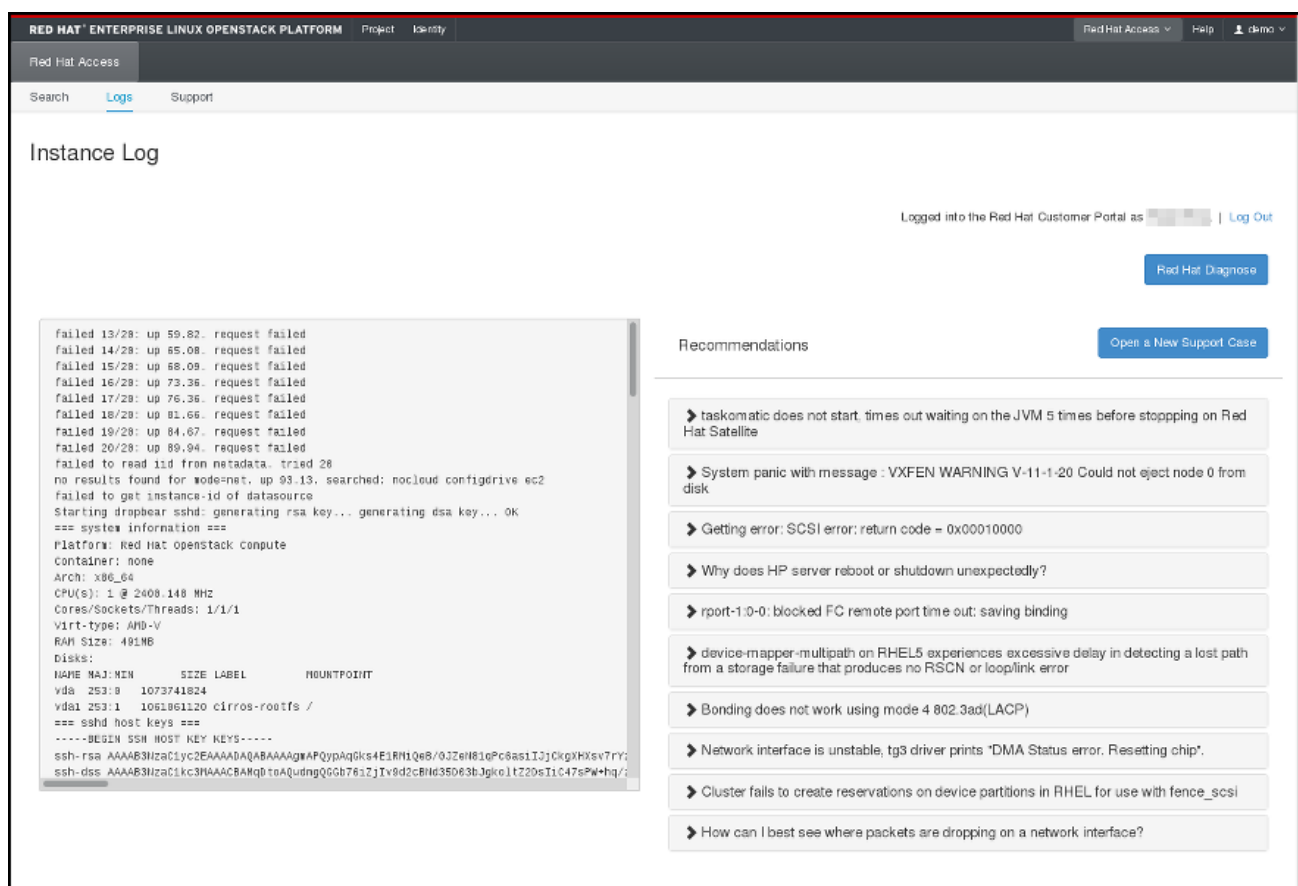 RED HAT® ENTERPRISE LINUX OPENSTACK PLATFORM Project Identity Red Hat Access Help demo
Red Hat Access
Search Logs Support
Instance Log
Logged into the Red Hat Customer Portal as | Log Out
Red Hat Diagnose
failed 13/20: up 59.82. request failed
failed 14/20: up 65.08. request failed
failed 15/20: up 68.09. request failed
failed 16/20: up 73.36. request failed
failed 17/20: up 76.36. request failed
failed 18/20: up 81.66. request failed
failed 19/20: up 84.67. request failed
failed 20/20: up 89.94. request failed
failed to read iid from metadata. tried 20
no results found for mode=net. up 93.13. searched: nocloud configdrive ec2
failed to get instance-id of datasource
Starting dropbear sshd: generating rsa key... generating dsa key... OK
=== system information ===
Platform: Red Hat OpenStack Compute
Container: none
Arch: x86_64
CPU(s): 1 @ 2408.148 MHz
Cores/Sockets/Threads: 1/1/1
Virt-type: AMD-V
RAM Size: 491MB
Disks:
NAME MAJ:MIN SIZE LABEL MOUNTPOINT
vda 253:0 1073741824
vda1 253:1 1061061120 cirros-rootfs /
=== sshd host keys ===
-----BEGIN SSH HOST KEY KEYS-----
ssh-rsa
ssh-dss
Recommendations
Open a New Support Case
taskomatic does not start, times out waiting on the JVM 5 times before stoppping on Red
Hat Satellite
System panic with message : VXFEN WARNING V-11-1-20 Could not eject node 0 from
disk
Getting error: SCSI error: return code = 0x00010000
Why does HP server reboot or shutdown unexpectedly?
rport-1:0-0: blocked FC remote port time out: saving binding
device-mapper-multipath on RHEL5 experiences excessive delay in detecting a lost path
from a storage failure that produces no RSCN or loop/link error
Bonding does not work using mode 4 802.3ad(LACP)
Network interface is unstable, tg3 driver prints "DMA Status error. Resetting chip".
Cluster fails to create reservations on device partitions in RHEL for use with fence_scsi
How can I best see where packets are dropping on a network interface?